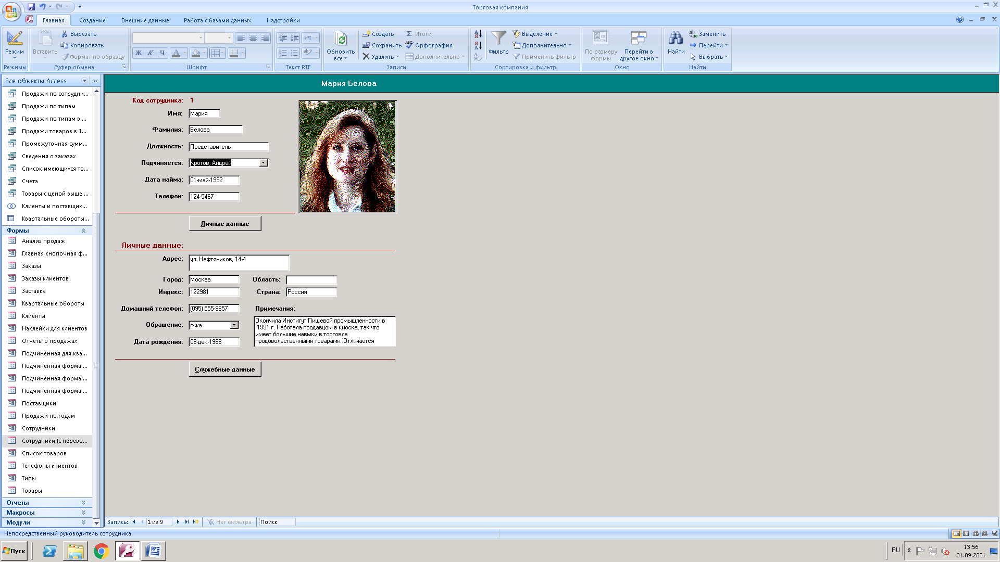 Торговая компания
Главная
Создание
Внешние данные
Работа с базами данных
Надстройки
Режим
Режимы
Вставить
Вырезать
Копировать
Формат по образцу
Буфер обмена
Ж К Ч
Шрифт
Текст RTF
Обновить все
Создать
Сохранить
Удалить
Итоги
Орфография
Дополнительно
Записи
Фильтр
Выделение
Дополнительно
Применить фильтр
Сортировка и фильтр
По размеру формы
Перейти в другое окно
Окно
Найти
Заменить
Перейти
Выбрать
Найти
Все объекты Access
Продажи по сотрудни...
Продажи по типам
Продажи по типам в ...
Продажи товаров в 1...
Промежуточная сумм...
Сведения о заказах
Список имеющихся то...
Счета
Товары с ценой выше ...
Клиенты и поставщик...
Квартальные обороты...
Формы
Анализ продаж
Главная кнопочная ф...
Заказы
Заказы клиентов
Заставка
Квартальные обороты
Клиенты
Наклейки для клиентов
Отчеты о продажах
Подчиненная для ква...
Подчиненная форма ...
Подчиненная форма ...
Подчиненная форма ...
Поставщики
Продажи по годам
Сотрудники
Сотрудники (с перево...
Список товаров
Телефоны клиентов
Типы
Товары
Отчеты
Макросы
Модули
Мария Белова
Код сотрудника: 1
Имя: Мария
Фамилия: Белова
Должность: Представитель
Подчиняется: Кротов, Андрей
Дата найма: 01-май-1992
Телефон: 124-5467
Личные данные
Личные данные:
Адрес: ул. Нефтяников, 14-4
Город: Москва Область:
Индекс: 122981 Страна: Россия
Домашний телефон: (095) 555-9857 Примечания:
Обращение: г-жа
Дата рождения: 08-дек-1968
Окончила Институт Пищевой промышленности в
1991 г. Работала продавцом в киоске, так что
имеет большие навыки в торговле
продовольственными товарами. Отличается
Служебные данные
Запись: 1 из 9 Нет фильтра Поиск
Непосредственный руководитель сотрудника.
Пуск
RU
13:56
01.09.2021